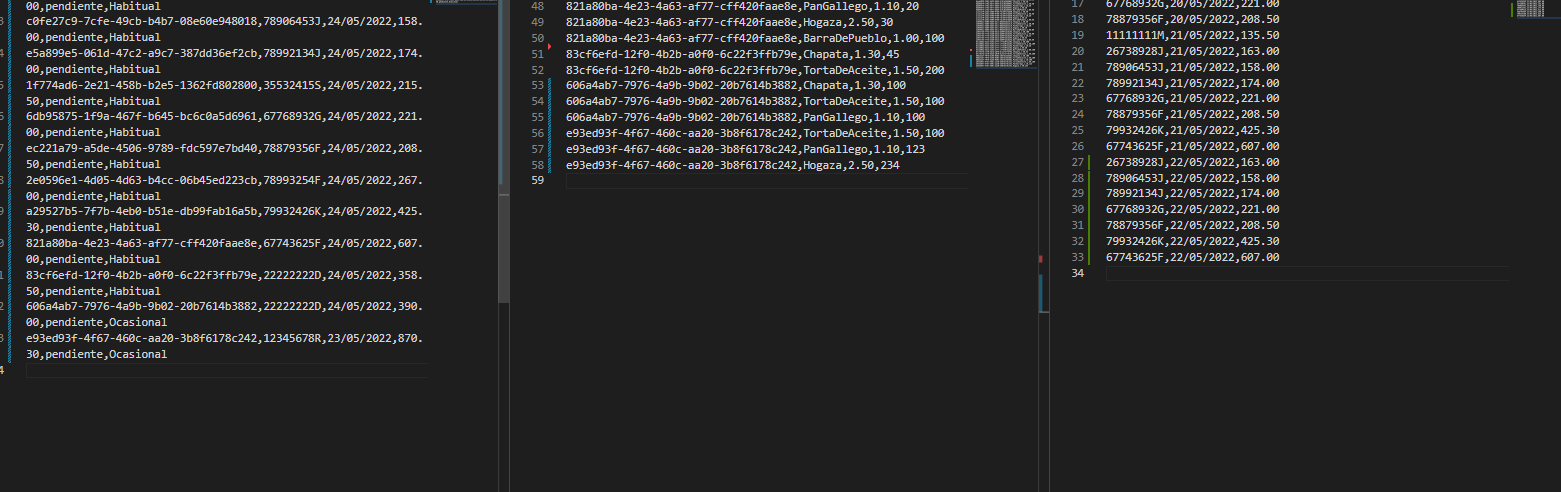 00,pendiente,Habitual
c0fe27c9-7cfe-49cb-b4b7-08e60e948018,78906453J,24/05/2022,158.
00,pendiente,Habitual
e5a899e5-061d-47c2-a9c7-387dd36ef2cb,78992134J,24/05/2022,174.
00,pendiente,Habitual
1f774ad6-2e21-458b-b2e5-1362fd802800,35532415S,24/05/2022,215.
50,pendiente,Habitual
6db95875-1f9a-467f-b645-bc6c0a5d6961,67768932G,24/05/2022,221.
00,pendiente,Habitual
ec221a79-a5de-4506-9789-fdc597e7bd40,78879356F,24/05/2022,208.
50,pendiente,Habitual
2e0596e1-4d05-4d63-b4cc-06b45ed223cb,78993254F,24/05/2022,267.
00,pendiente,Habitual
a29527b5-7f7b-4eb0-b51e-db99fab16a5b,79932426K,24/05/2022,425.
30,pendiente,Habitual
821a80ba-4e23-4a63-af77-cff420faae8e,67743625F,24/05/2022,607.
00,pendiente,Habitual
83cf6efd-12f0-4b2b-a0f0-6c22f3ffb79e,22222222D,24/05/2022,358.
50,pendiente,Habitual
606a4ab7-7976-4a9b-9b02-20b7614b3882,22222222D,24/05/2022,390.
00,pendiente,Ocasional
e93ed93f-4f67-460c-aa20-3b8f6178c242,12345678R,23/05/2022,870.
30,pendiente,Ocasional
48 821a80ba-4e23-4a63-af77-cff420faae8e,PanGallego,1.10,20
49 821a80ba-4e23-4a63-af77-cff420faae8e,Hogaza,2.50,30
50 821a80ba-4e23-4a63-af77-cff420faae8e,BarraDePueblo,1.00,100
51 83cf6efd-12f0-4b2b-a0f0-6c22f3ffb79e,Chapata,1.30,45
52 83cf6efd-12f0-4b2b-a0f0-6c22f3ffb79e,TortaDeAceite,1.50,200
53 606a4ab7-7976-4a9b-9b02-20b7614b3882,Chapata,1.30,100
54 606a4ab7-7976-4a9b-9b02-20b7614b3882,TortaDeAceite,1.50,100
55 606a4ab7-7976-4a9b-9b02-20b7614b3882,PanGallego,1.10,100
56 e93ed93f-4f67-460c-aa20-3b8f6178c242,TortaDeAceite,1.50,100
57 e93ed93f-4f67-460c-aa20-3b8f6178c242,PanGallego,1.10,123
58 e93ed93f-4f67-460c-aa20-3b8f6178c242,Hogaza,2.50,234
59
17 67768932G,20/05/2022,221.00
18 78879356F,20/05/2022,208.50
19 11111111M,21/05/2022,135.50
20 26738928J,21/05/2022,163.00
21 78906453J,21/05/2022,158.00
22 78992134J,21/05/2022,174.00
23 67768932G,21/05/2022,221.00
24 78879356F,21/05/2022,208.50
25 79932426K,21/05/2022,425.30
26 67743625F,21/05/2022,607.00
27 26738928J,22/05/2022,163.00
28 78906453J,22/05/2022,158.00
29 78992134J,22/05/2022,174.00
30 67768932G,22/05/2022,221.00
31 78879356F,22/05/2022,208.50
32 79932426K,22/05/2022,425.30
33 67743625F,22/05/2022,607.00
34